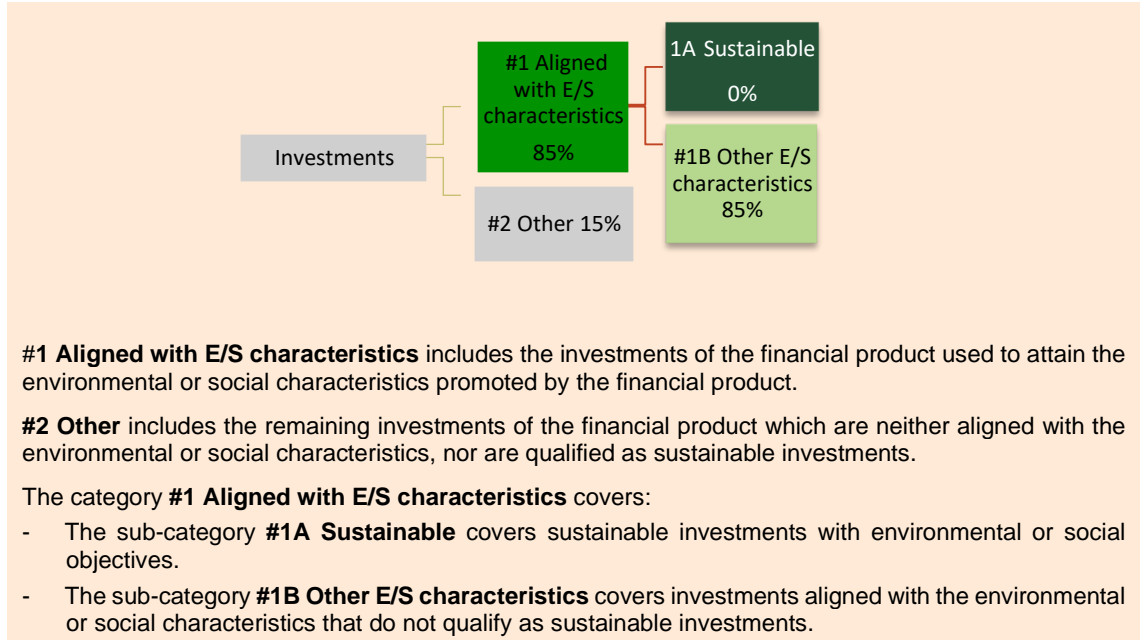 Investments
#1 Aligned
with E/S
characteristics
85%
#2 Other 15%
1A Sustainable
0%
#1B Other E/S
characteristics
85%
#1 Aligned with E/S characteristics includes the investments of the financial product used to attain the
environmental or social characteristics promoted by the financial product.
#2 Other includes the remaining investments of the financial product which are neither aligned with the
environmental or social characteristics, nor are qualified as sustainable investments.
The category #1 Aligned with E/S characteristics covers:
- The sub-category #1A Sustainable covers sustainable investments with environmental or social
objectives.
- The sub-category #1B Other E/S characteristics covers investments aligned with the environmental
or social characteristics that do not qualify as sustainable investments.